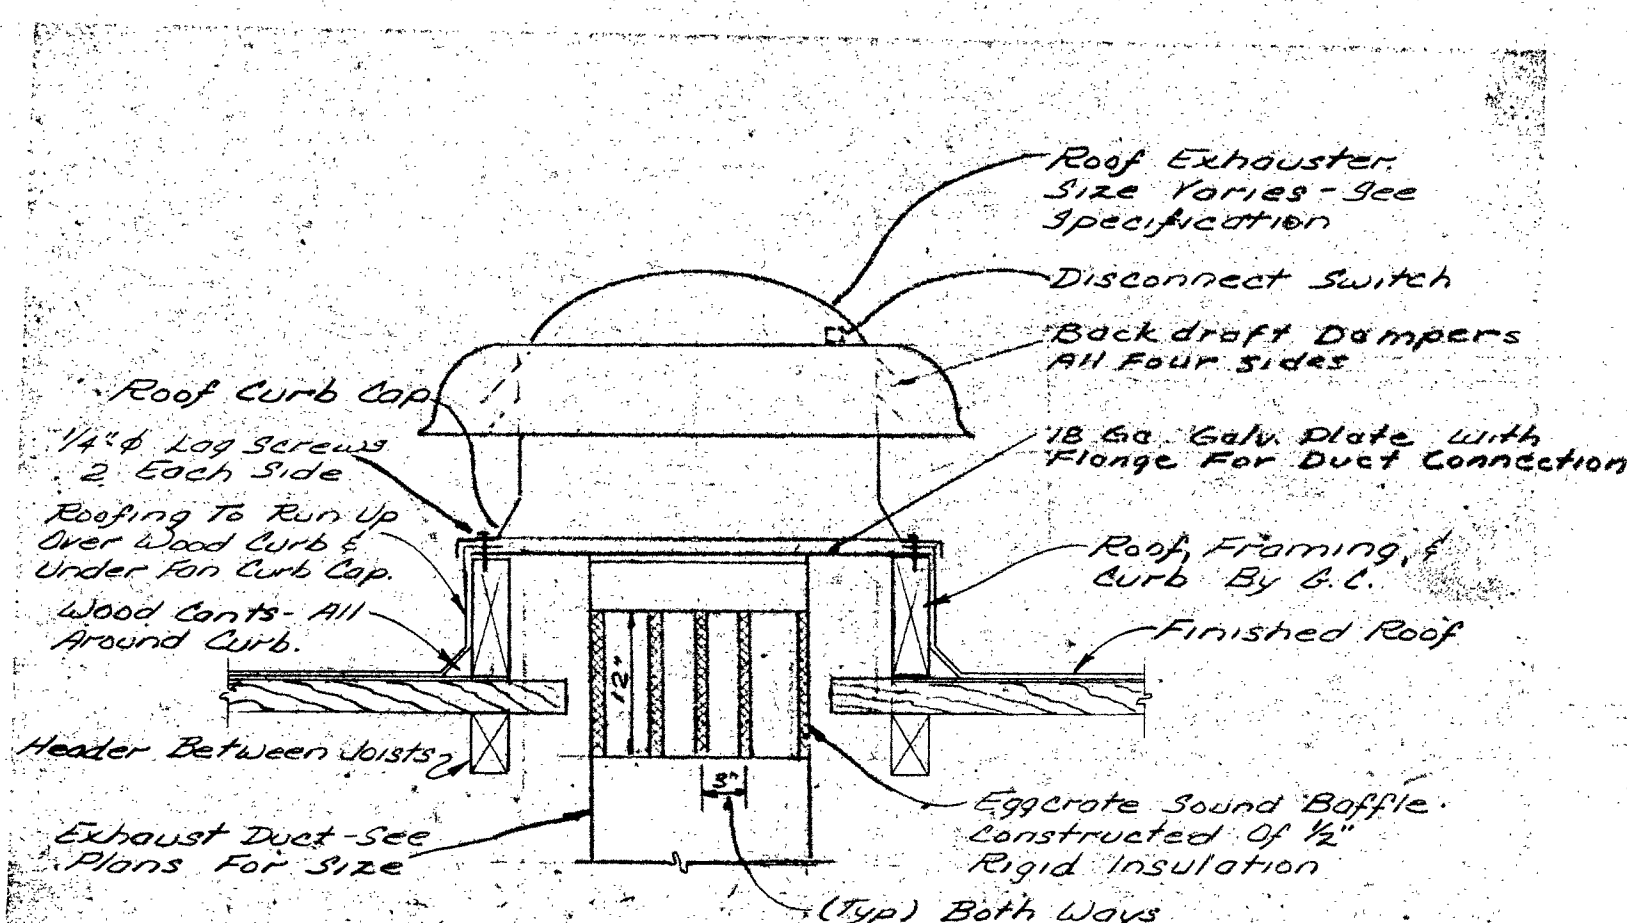 Roof Exhauster.
Size Varies - See
Specification
Disconnect Switch
Backdraft Dampers
All Four Sides
18 Ga. Galv. Plate With
Flange For Duct Connection
Roof, Framing, &
Curb By G.C.
Finished Roof
Eggcrate Sound Baffle.
Constructed Of 1/2"
Rigid Insulation
(Typ) Both Ways
Roof Curb Cap
1/4"ϕ Lag Screws
2 Each Side
Roofing To Run Up
Over Wood Curb &
Under Fan Curb Cap.
Wood Cants - All
Around Curb.
Header Between Joists
Exhaust Duct - See
Plans For Size
12"
3"